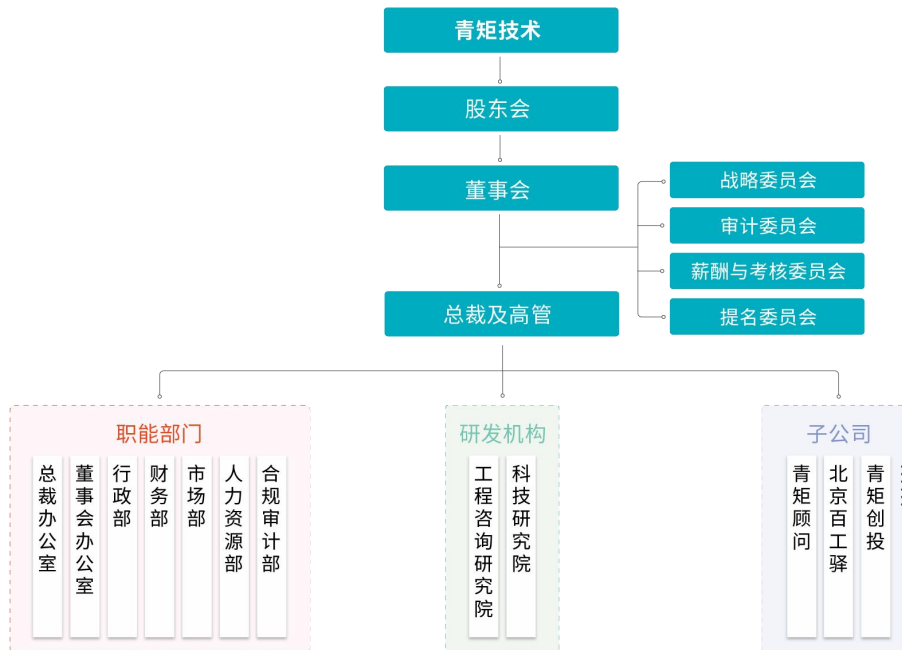 青矩技术
股东会
董事会
战略委员会
审计委员会
薪酬与考核委员会
提名委员会
总裁及高管
职能部门
总裁办公室
董事会办公室
行政部
财务部
市场部
人力资源部
合规审计部
研发机构
工程咨询研究院
科技研究院
子公司
青矩顾问
北京百工驿
青矩创投